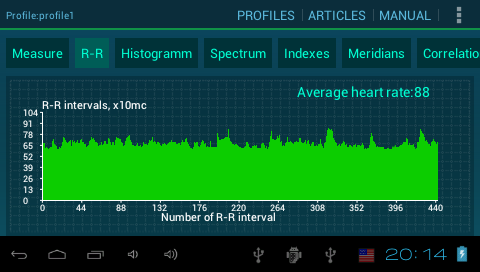 Profile:profile1 PROFILES ARTICLES MANUAL
Measure R-R Histogramm Spectrum Indexes Meridians Correlatio
Average heart rate:88
R-R intervals, x10mc
104
91
78
65
52
39
26
13
0
0 44 88 132 176 220 264 308 352 396 440
Number of R-R interval
20:14